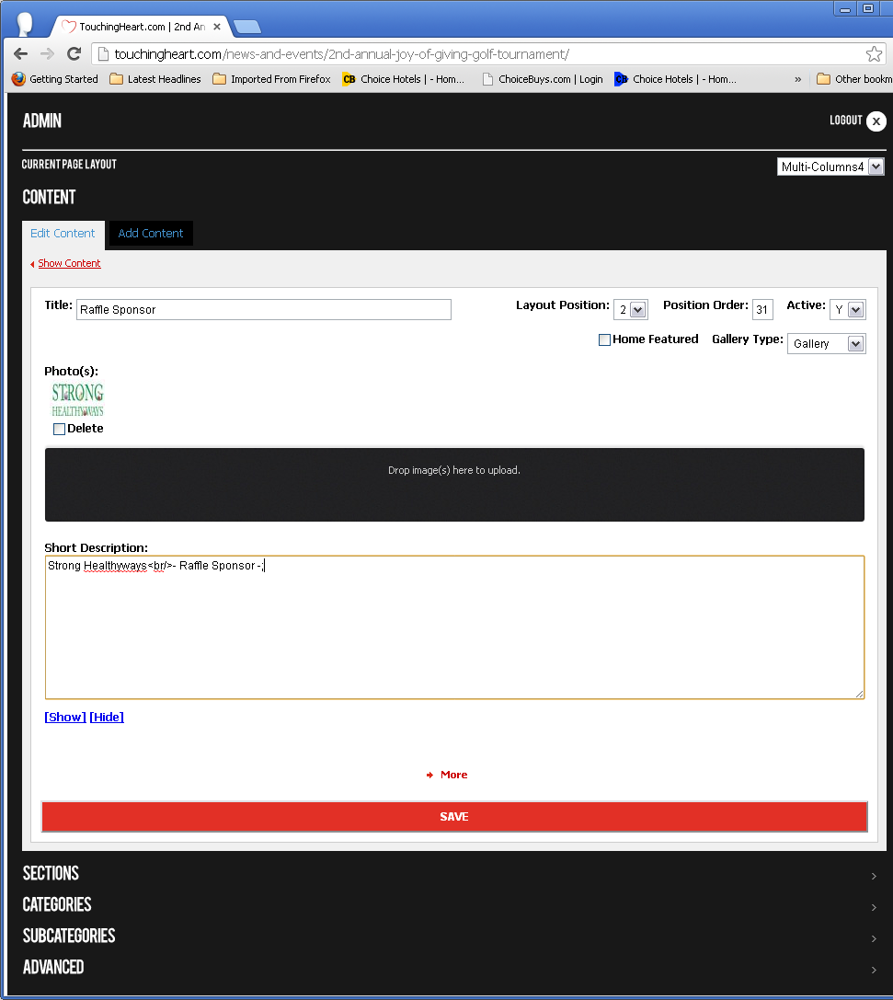 TouchingHeart.com | 2nd An
touchingheart.com/news-and-events/2nd-annual-joy-of-giving-golf-tournament/
Getting Started Latest Headlines Imported From Firefox CB Choice Hotels | - Hom... ChoiceBuys.com | Login CB Choice Hotels | - Hom... » Other bookm
ADMIN LOGOUT X
CURRENT PAGE LAYOUT Multi-Columns4
CONTENT
Edit Content Add Content
Show Content
Title: Raffle Sponsor Layout Position: 2 Position Order: 31 Active: Y
Home Featured Gallery Type: Gallery
Photo(s):
STRONG
HEALTHYWAYS
Delete
Drop image(s) here to upload.
Short Description:
Strong Healthyways<br/>- Raffle Sponsor -;
[Show] [Hide]
More
SAVE
SECTIONS
CATEGORIES
SUBCATEGORIES
ADVANCED